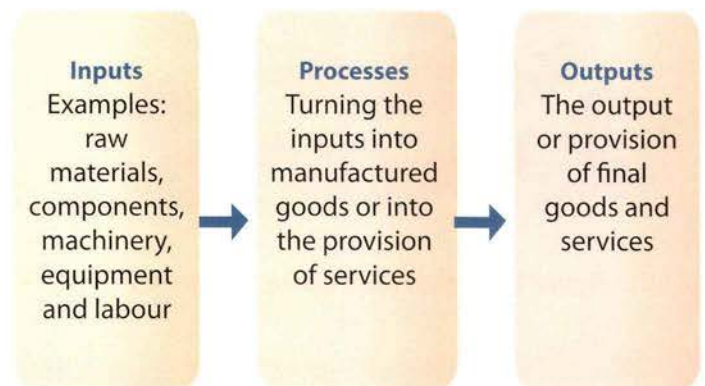 Inputs
Examples:
raw
materials,
components,
machinery,
equipment
and labour
Processes
Turning the
inputs into
manufactured
goods or into
the provision
of services
Outputs
The output
or provision
of final
goods and
services